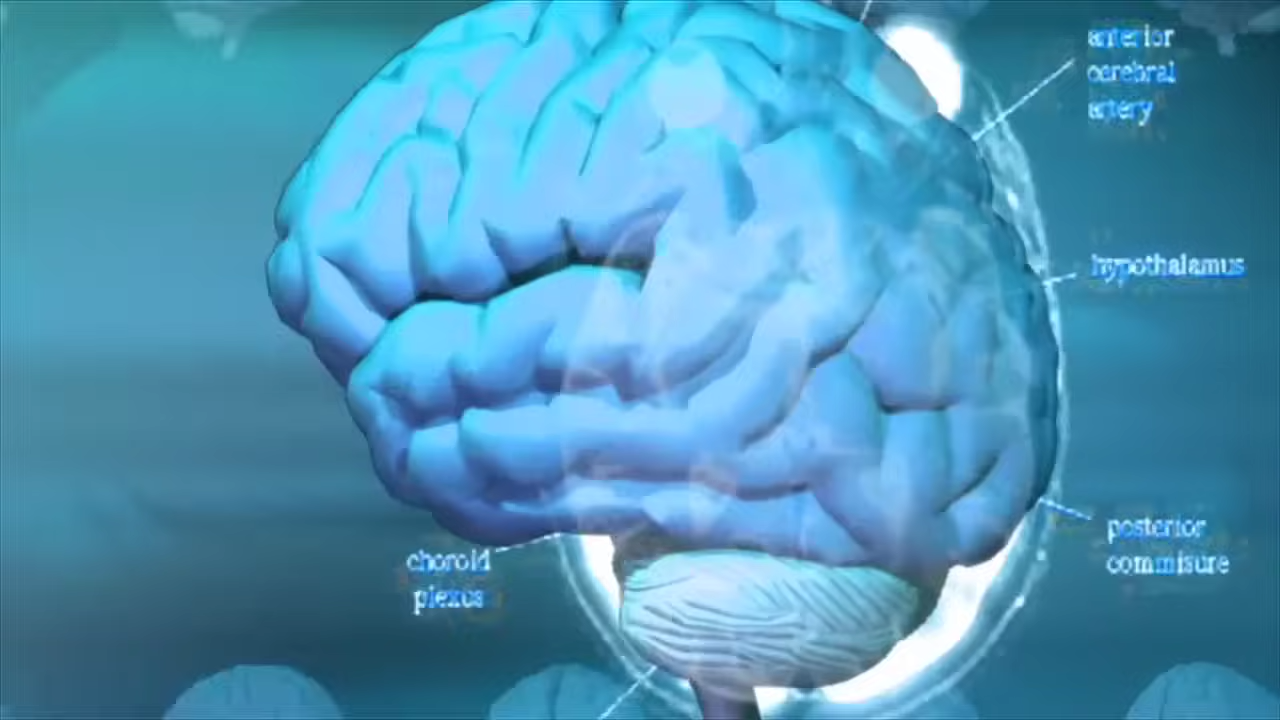 anterior
cerebral
artery
hypothalamus
posterior
commisure
choroid
plexus